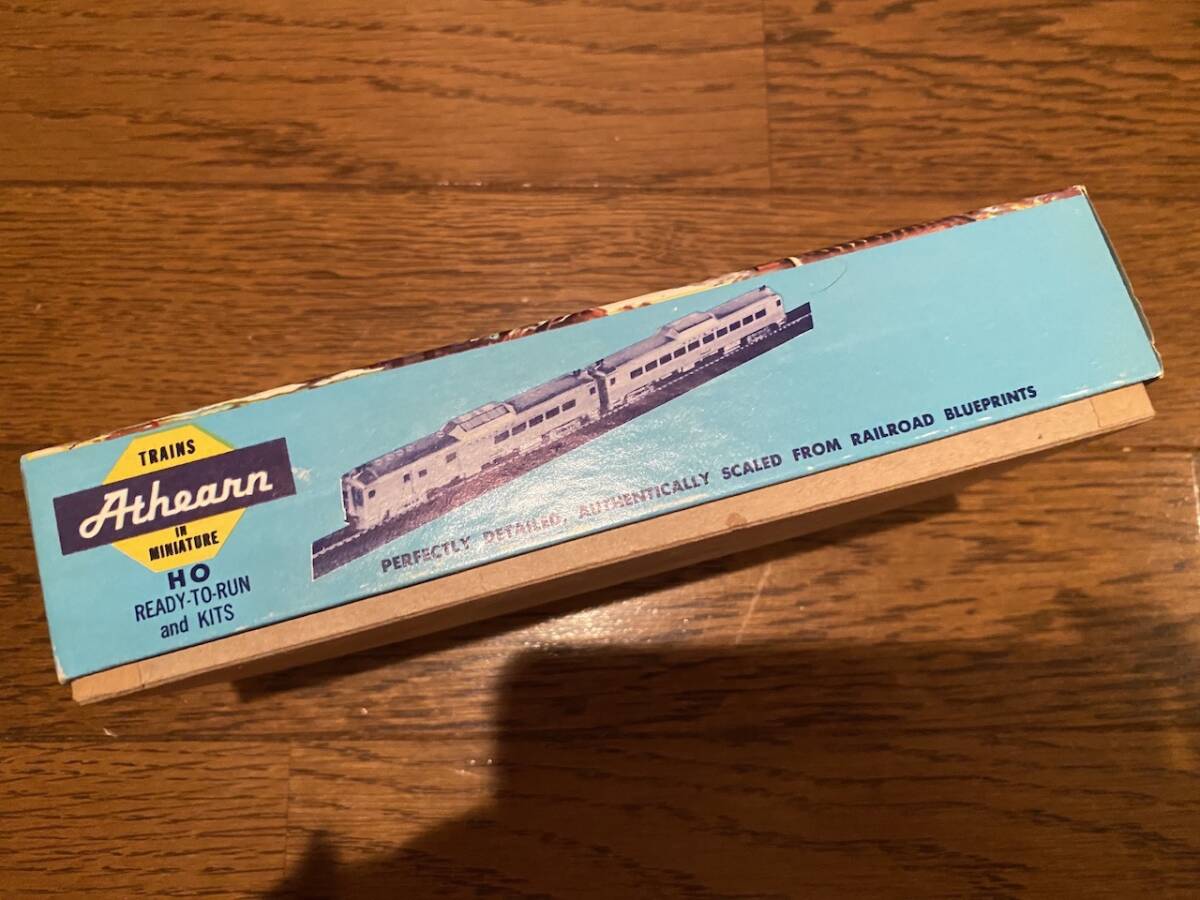 TRAINS
Athearn
IN
MINIATURE
HO
READY-TO-RUN
and KITS
PERFECTLY DETAILED, AUTHENTICALLY SCALED FROM RAILROAD BLUEPRINTS